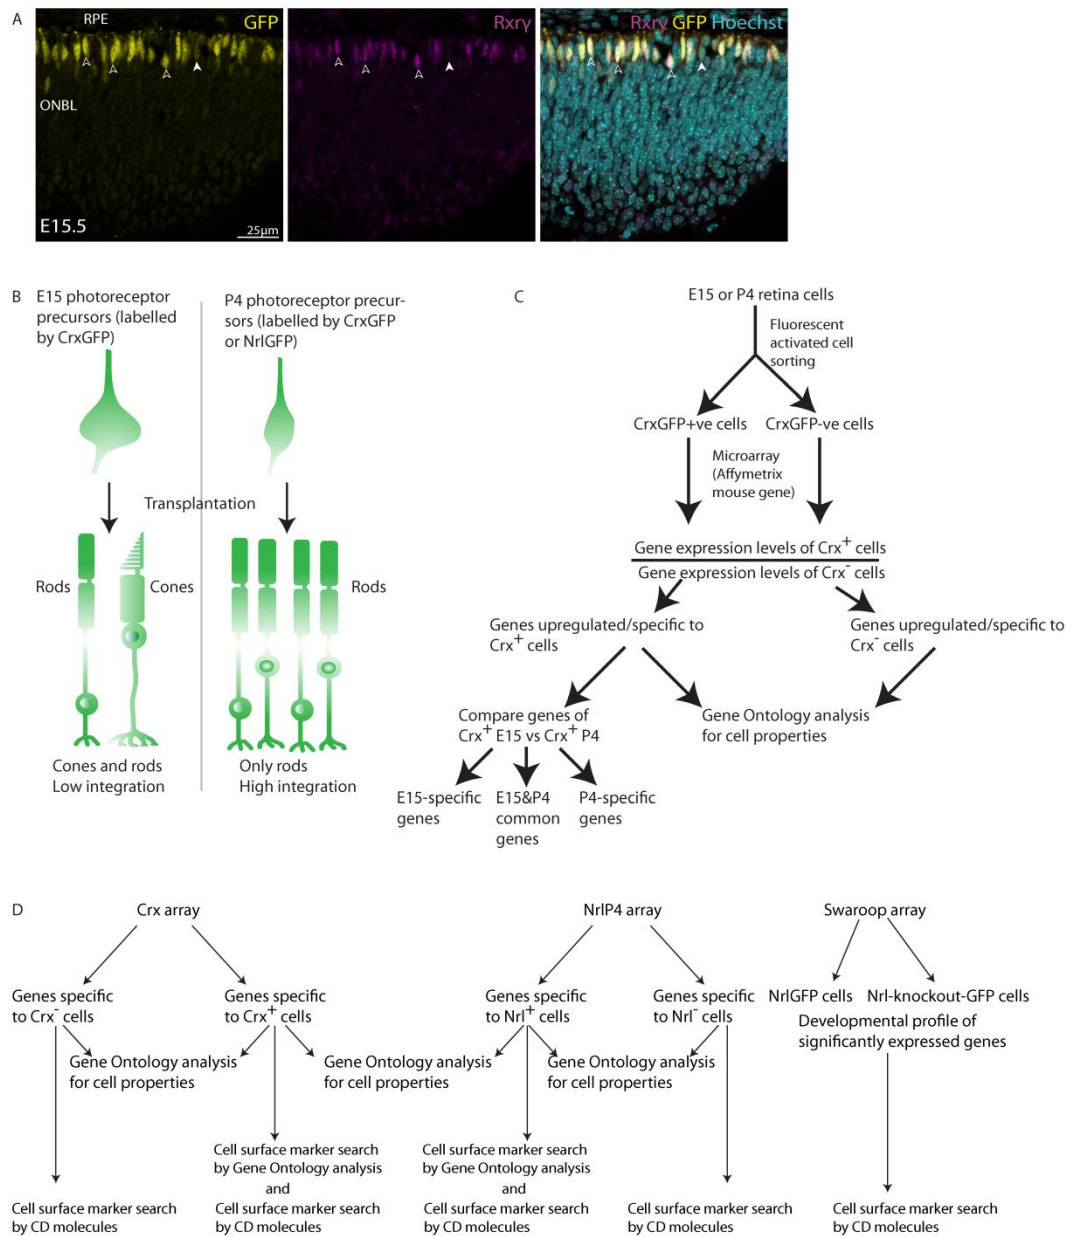 A
RPE
GFP
ONBL
E15.5
25µm
Rxrγ
Rxrγ GFP Hoechst
B
E15 photoreceptor
precursors (labelled
by CrxGFP)
P4 photoreceptor precur-
sors (labelled by CrxGFP
or NrlGFP)
Transplantation
Rods
Cones
Rods
Cones and rods
Low integration
Only rods
High integration
C
E15 or P4 retina cells
Fluorescent
activated cell
sorting
CrxGFP+ve cells
CrxGFP-ve cells
Microarray
(Affymetrix
mouse gene)
Gene expression levels of Crx+ cells
Gene expression levels of Crx- cells
Genes upregulated/specific to
Crx+ cells
Genes upregulated/specific to
Crx- cells
Compare genes of
Crx+ E15 vs Crx+ P4
Gene Ontology analysis
for cell properties
E15-specific
genes
E15&P4
common
genes
P4-specific
genes
D
Crx array
NrlP4 array
Swaroop array
Genes specific
to Crx- cells
Genes specific
to Crx+ cells
Genes specific
to Nrl+ cells
Genes specific
to Nrl- cells
NrlGFP cells
Nrl-knockout-GFP cells
Developmental profile of
significantly expressed genes
Gene Ontology analysis
for cell properties
Gene Ontology analysis
for cell properties
Gene Ontology analysis
for cell properties
Cell surface marker search
by Gene Ontology analysis
and
Cell surface marker search
by Gene Ontology analysis
and
Cell surface marker search
by CD molecules
Cell surface marker search
by CD molecules
Cell surface marker search
by CD molecules
Cell surface marker search
by CD molecules
Cell surface marker search
by CD molecules